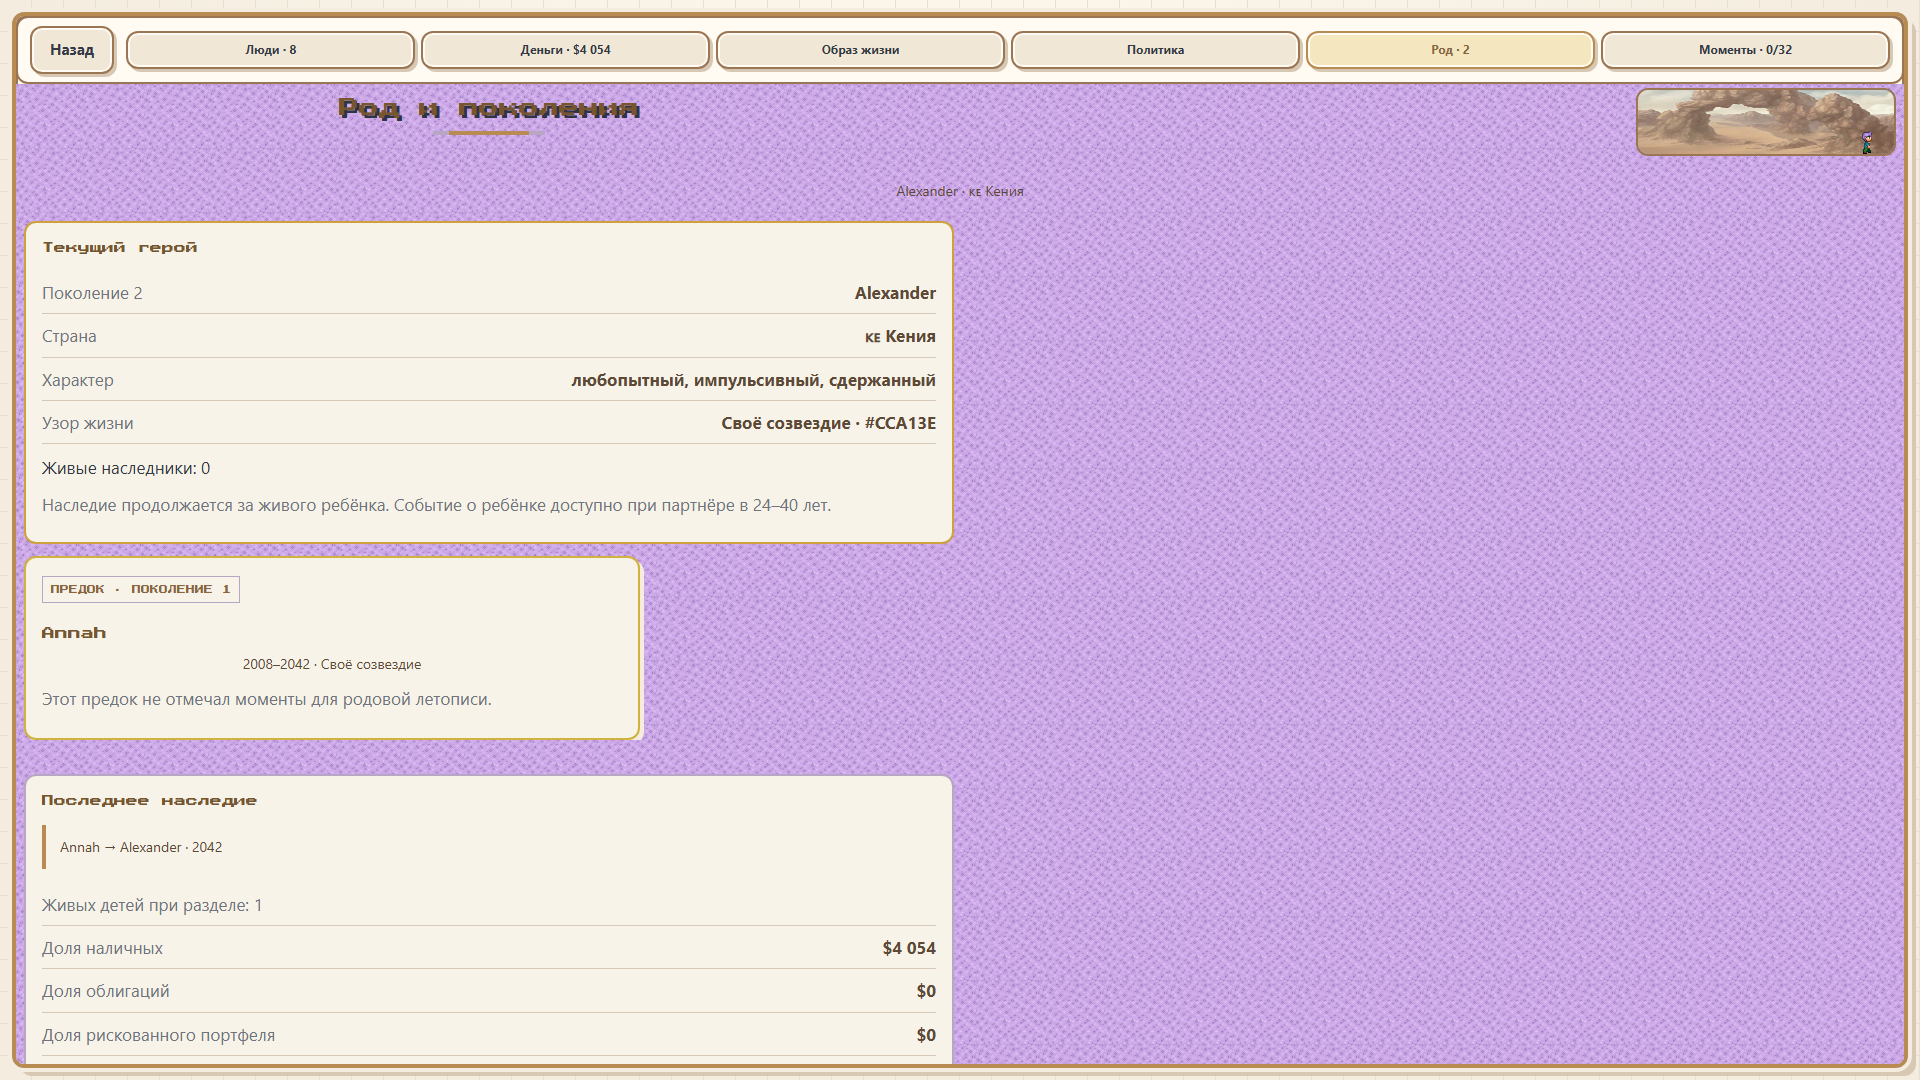 Назад
Люди · 8
Деньги · $4 054
Образ жизни
Политика
Род · 2
Моменты · 0/32
Род и поколения
Alexander · KE Кения
Текущий герой
Поколение 2 Alexander
Страна KE Кения
Характер любопытный, импульсивный, сдержанный
Узор жизни Своё созвездие · #CCA13E
Живые наследники: 0
Наследие продолжается за живого ребёнка. Событие о ребёнке доступно при партнёре в 24–40 лет.
ПРЕДОК · ПОКОЛЕНИЕ 1
Annah
2008–2042 · Своё созвездие
Этот предок не отмечал моменты для родовой летописи.
Последнее наследие
Annah → Alexander · 2042
Живых детей при разделе: 1
Доля наличных $4 054
Доля облигаций $0
Доля рискованного портфеля $0